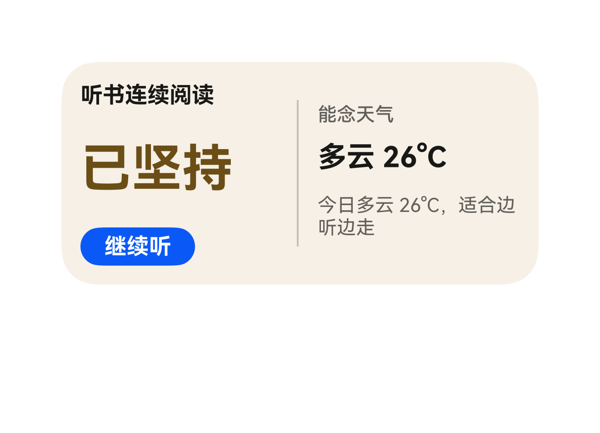 听书连续阅读
已坚持
继续听
能念天气
多云 26°C
今日多云 26°C，适合边
听边走